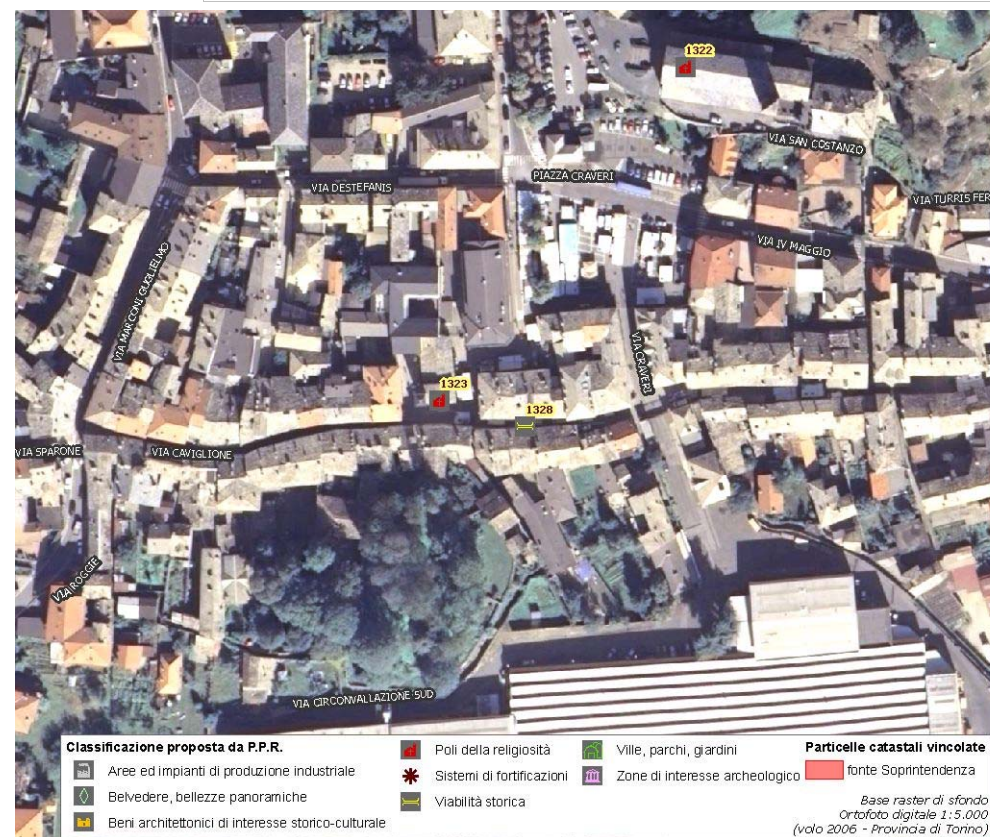 1322
VIA SAN COSTANZO
PIAZZA CRAVERI
VIA DESTEFANIS
VIA TURRIS FER
VIA IV MAGGIO
VIA MARCONI GUGLIELMO
VIA CRAVERI
1323
1328
VIA SPARONE
VIA CAVIGLIONE
VIA ROGGIE
VIA CIRCONVALLAZIONE SUD
Classificazione proposta da P.P.R.
Aree ed impianti di produzione industriale
Belvedere, bellezze panoramiche
Beni architettonici di interesse storico-culturale
Poli della religiosità
Sistemi di fortificazioni
Viabilità storica
Ville, parchi, giardini
Zone di interesse archeologico
Particelle catastali vincolate
fonte Soprintendenza
Base raster di sfondo
Ortofoto digitale 1:5.000
(volo 2006 - Provincia di Torino)